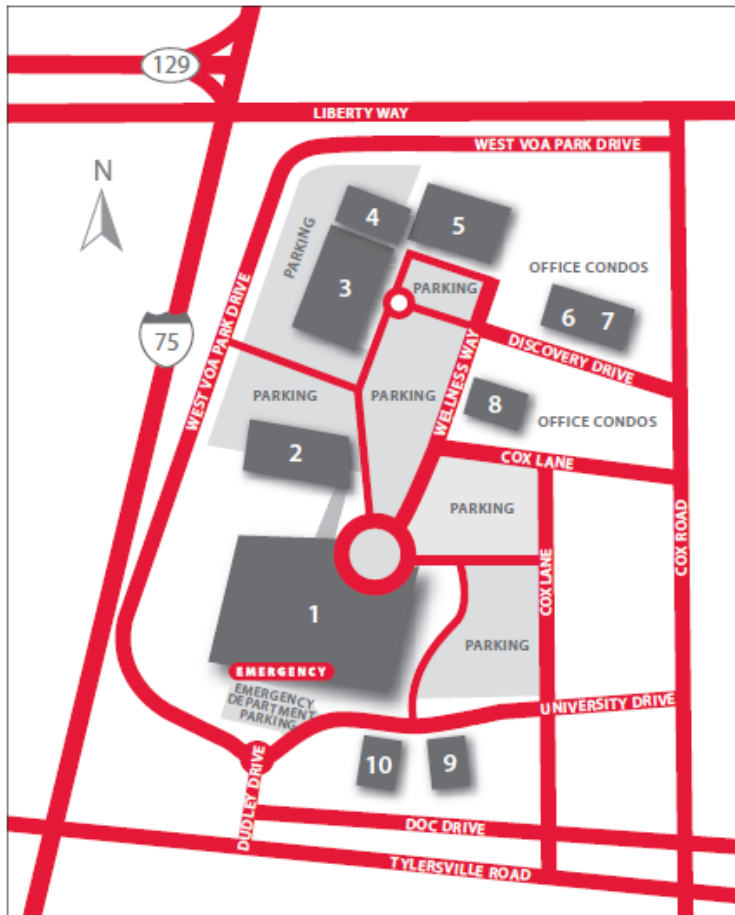 129
LIBERTY WAY
WEST VOA PARK DRIVE
N
4
5
PARKING
OFFICE CONDOS
3
PARKING
6 7
75
DISCOVERY DRIVE
WEST VOA PARK DRIVE
WELLNESS WAY
PARKING
PARKING
8
OFFICE CONDOS
2
COX LANE
PARKING
COX ROAD
COX LANE
1
PARKING
EMERGENCY
EMERGENCY
DEPARTMENT
PARKING
UNIVERSITY DRIVE
10
9
DUDLEY DRIVE
DOC DRIVE
TYLERSVILLE ROAD